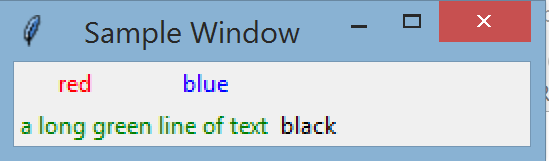 Sample Window
red blue
a long green line of text black